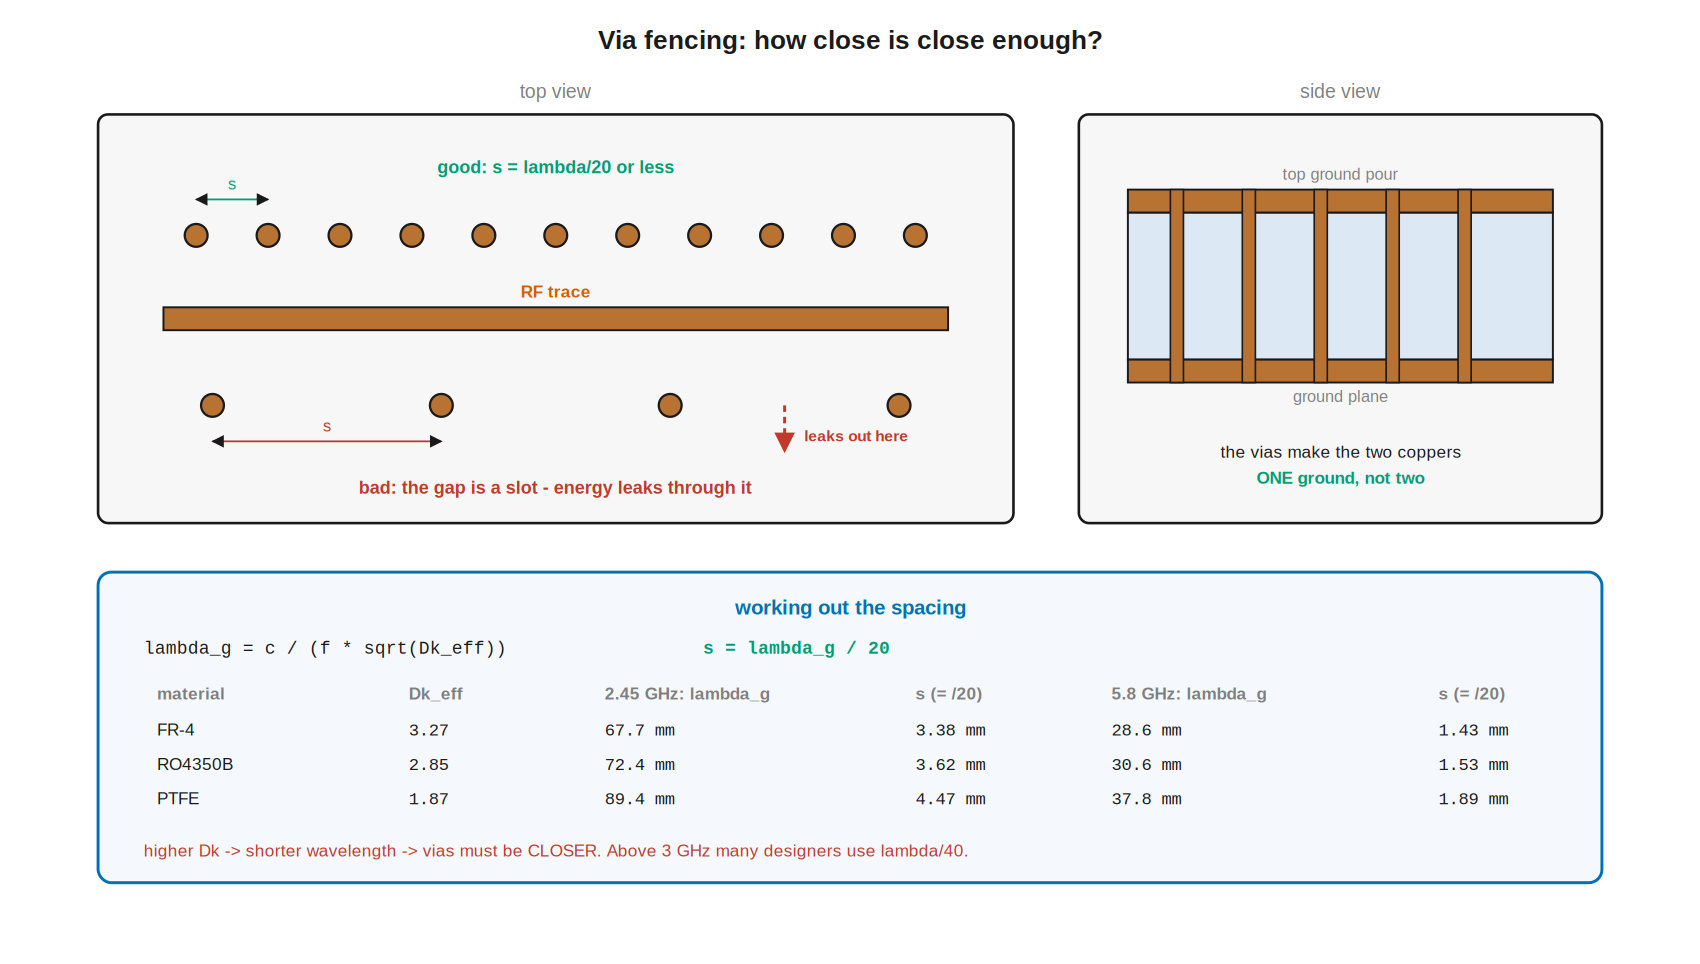 Via fencing: how close is close enough?
top view
side view
good: s = lambda/20 or less
s
RF trace
s
leaks out here
bad: the gap is a slot - energy leaks through it
top ground pour
ground plane
the vias make the two coppers
ONE ground, not two
working out the spacing
lambda_g = c / (f * sqrt(Dk_eff))    s = lambda_g / 20
material    Dk_eff    2.45 GHz: lambda_g    s (= /20)    5.8 GHz: lambda_g    s (= /20)
FR-4    3.27    67.7 mm    3.38 mm    28.6 mm    1.43 mm
RO4350B    2.85    72.4 mm    3.62 mm    30.6 mm    1.53 mm
PTFE    1.87    89.4 mm    4.47 mm    37.8 mm    1.89 mm
higher Dk -> shorter wavelength -> vias must be CLOSER. Above 3 GHz many designers use lambda/40.